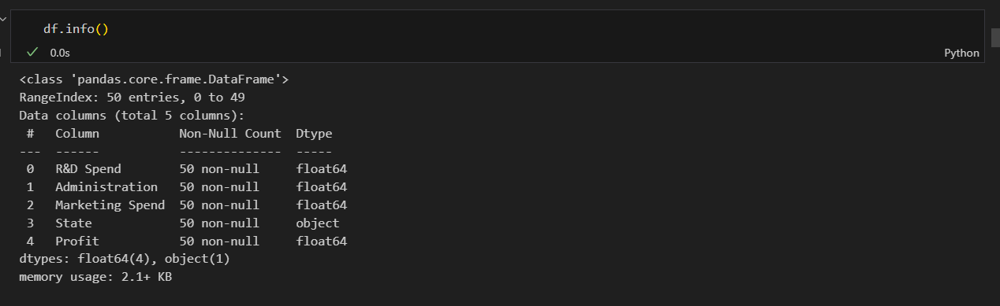 df.info()
0.0s
Python
<class 'pandas.core.frame.DataFrame'>
RangeIndex: 50 entries, 0 to 49
Data columns (total 5 columns):
 #   Column           Non-Null Count  Dtype
---  ------           --------------  -----
 0   R&D Spend        50 non-null     float64
 1   Administration   50 non-null     float64
 2   Marketing Spend  50 non-null     float64
 3   State            50 non-null     object
 4   Profit           50 non-null     float64
dtypes: float64(4), object(1)
memory usage: 2.1+ KB